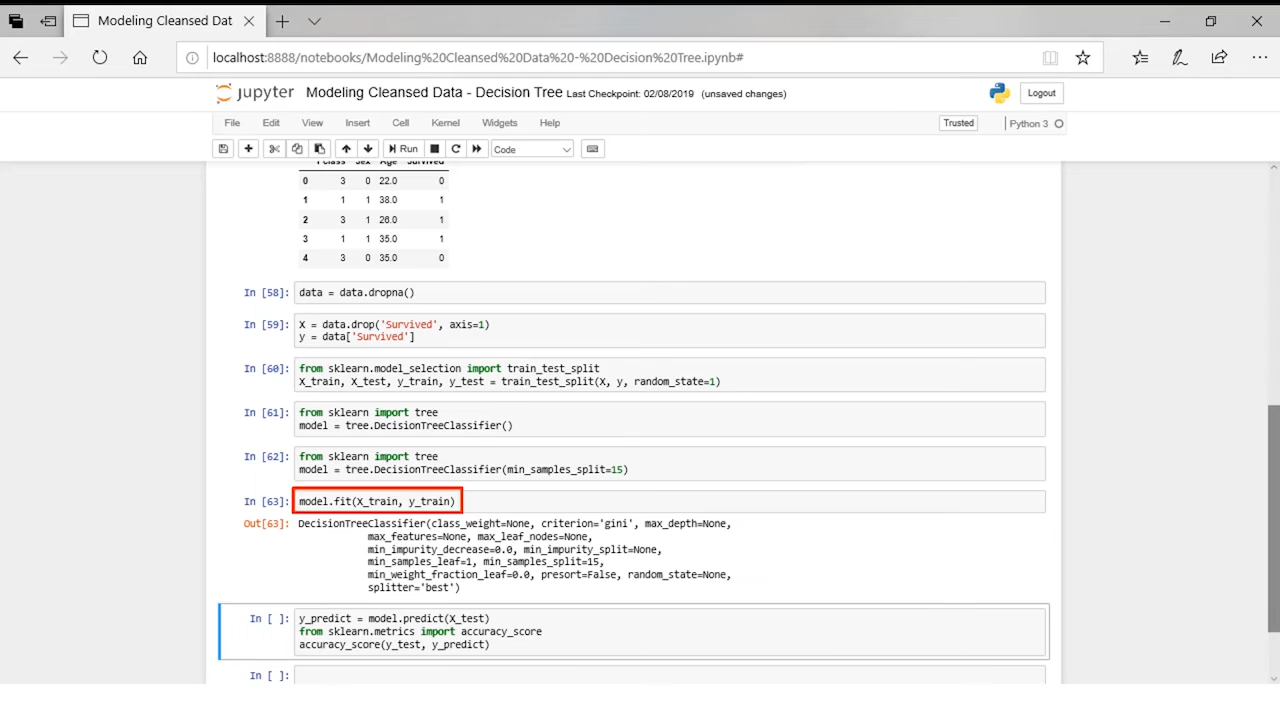 Modeling Cleansed Dat
localhost:8888/notebooks/Modeling%20Cleansed%20Data%20-%20Decision%20Tree.ipynb#
jupyter Modeling Cleansed Data - Decision Tree Last Checkpoint: 02/08/2019 (unsaved changes) Logout
File Edit View Insert Cell Kernel Widgets Help Trusted Python 3
Run Code
Pclass Sex Age Survived
0 3 0 22.0 0
1 1 1 38.0 1
2 3 1 26.0 1
3 1 1 35.0 1
4 3 0 35.0 0
In [58]: data = data.dropna()
In [59]: X = data.drop('Survived', axis=1)
y = data['Survived']
In [60]: from sklearn.model_selection import train_test_split
X_train, X_test, y_train, y_test = train_test_split(X, y, random_state=1)
In [61]: from sklearn import tree
model = tree.DecisionTreeClassifier()
In [62]: from sklearn import tree
model = tree.DecisionTreeClassifier(min_samples_split=15)
In [63]: model.fit(X_train, y_train)
Out[63]: DecisionTreeClassifier(class_weight=None, criterion='gini', max_depth=None,
max_features=None, max_leaf_nodes=None,
min_impurity_decrease=0.0, min_impurity_split=None,
min_samples_leaf=1, min_samples_split=15,
min_weight_fraction_leaf=0.0, presort=False, random_state=None,
splitter='best')
In [ ]: y_predict = model.predict(X_test)
from sklearn.metrics import accuracy_score
accuracy_score(y_test, y_predict)
In [ ]: